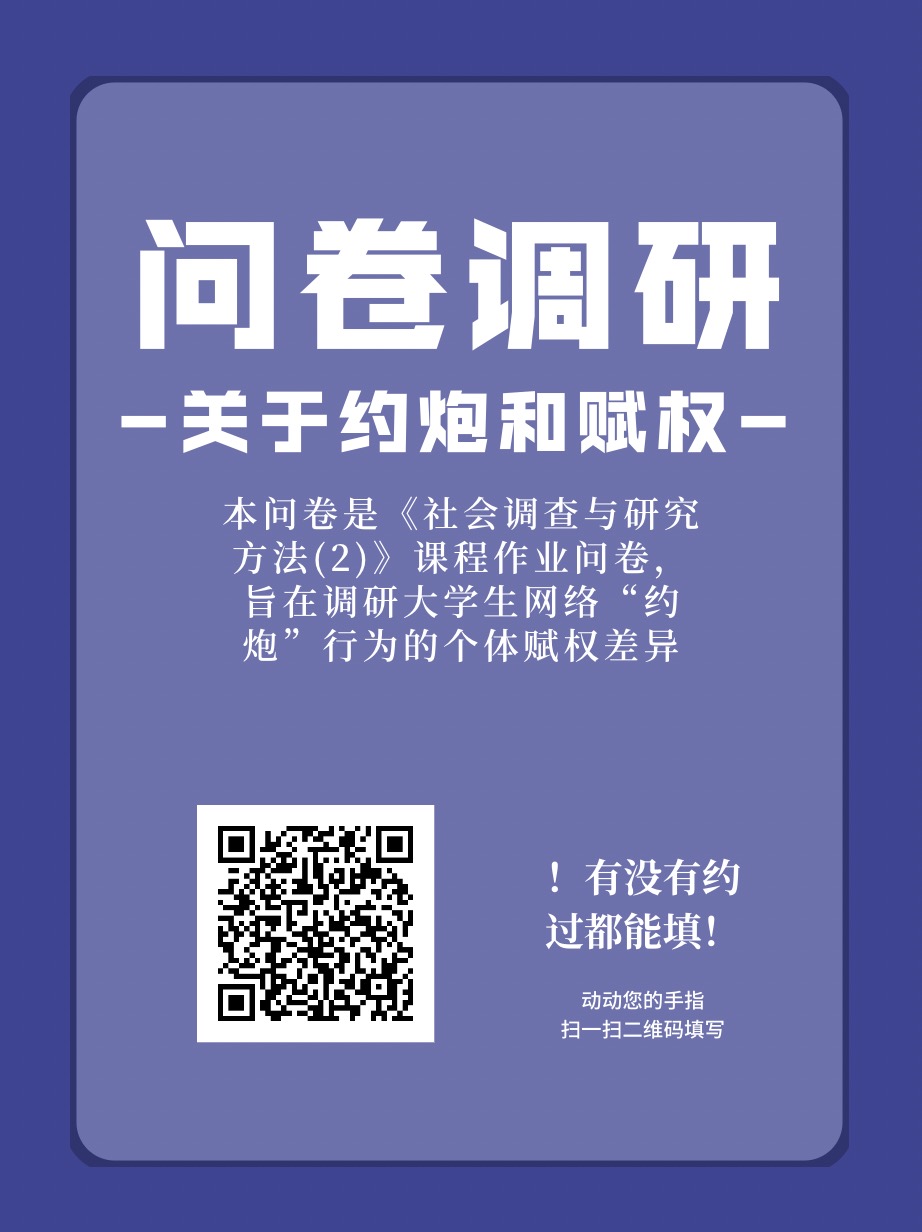 问卷调研
－关于约炮和赋权－
本问卷是《社会调查与研究
方法(2)》课程作业问卷，
旨在调研大学生网络“约
炮”行为的个体赋权差异
！有没有约
过都能填！
动动您的手指
扫一扫二维码填写